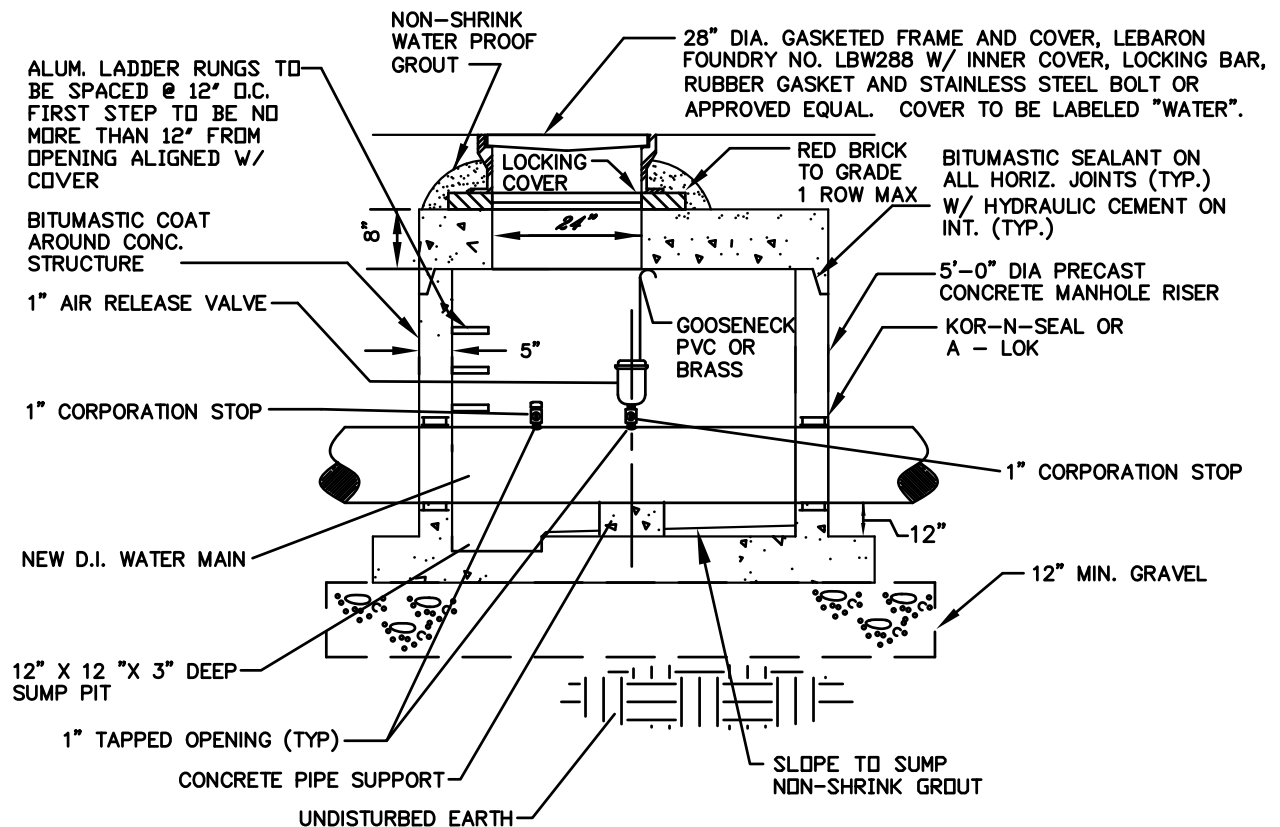 NON-SHRINK
WATER PROOF
GROUT
28" DIA. GASKETED FRAME AND COVER, LEBARON
FOUNDRY NO. LBW288 W/ INNER COVER, LOCKING BAR,
RUBBER GASKET AND STAINLESS STEEL BOLT OR
APPROVED EQUAL. COVER TO BE LABELED "WATER".
ALUM. LADDER RUNGS TO
BE SPACED @ 12" O.C.
FIRST STEP TO BE NO
MORE THAN 12" FROM
OPENING ALIGNED W/
COVER
LOCKING
COVER
RED BRICK
TO GRADE
1 ROW MAX
BITUMASTIC SEALANT ON
ALL HORIZ. JOINTS (TYP.)
W/ HYDRAULIC CEMENT ON
INT. (TYP.)
BITUMASTIC COAT
AROUND CONC.
STRUCTURE
8"
24"
5'-0" DIA PRECAST
CONCRETE MANHOLE RISER
1" AIR RELEASE VALVE
GOOSENECK
PVC OR
BRASS
KOR-N-SEAL OR
A - LOK
5"
1" CORPORATION STOP
1" CORPORATION STOP
12"
NEW D.I. WATER MAIN
12" MIN. GRAVEL
12" X 12 "X 3" DEEP
SUMP PIT
1" TAPPED OPENING (TYP)
CONCRETE PIPE SUPPORT
SLOPE TO SUMP
NON-SHRINK GROUT
UNDISTURBED EARTH